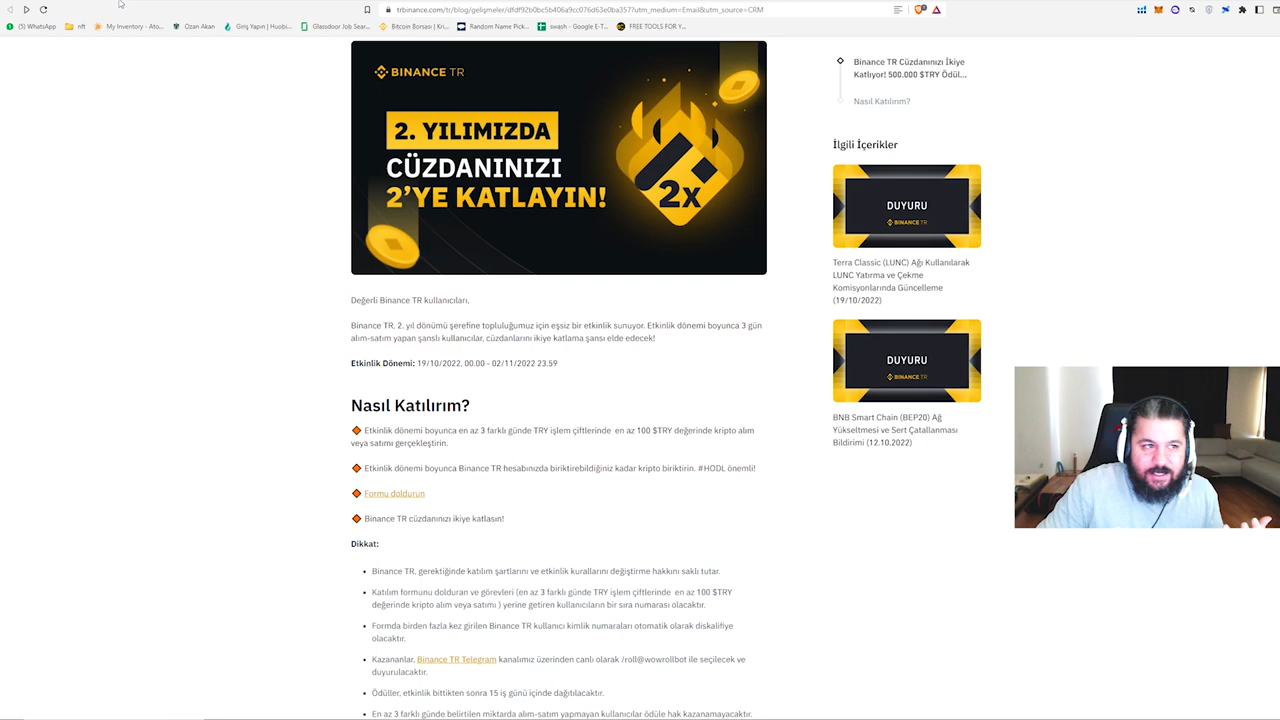 trbinance.com/tr/blog/gelişmeler/dfdf92b0bc5b406a9cc076d63e0ba357?utm_medium=Email&utm_source=CRM
(5) WhatsApp
nft
My Inventory - Ato...
Ozan Akan
Giriş Yapın | Huobi...
Glassdoor Job Sear...
Bitcoin Borsası | Kri...
Random Name Pick...
swash - Google E-T...
FREE TOOLS FOR Y...
BINANCE TR
2. YILIMIZDA
CÜZDANINIZI
2'YE KATLAYIN!
2X
Değerli Binance TR kullanıcıları,
Binance TR, 2. yıl dönümü şerefine topluluğumuz için eşsiz bir etkinlik sunuyor. Etkinlik dönemi boyunca 3 gün
alım-satım yapan şanslı kullanıcılar, cüzdanlarını ikiye katlama şansı elde edecek!
Etkinlik Dönemi: 19/10/2022, 00.00 - 02/11/2022 23.59
Nasıl Katılırım?
Etkinlik dönemi boyunca en az 3 farklı günde TRY işlem çiftlerinde en az 100 $TRY değerinde kripto alım
veya satımı gerçekleştirin.
Etkinlik dönemi boyunca Binance TR hesabınızda biriktirebildiğiniz kadar kripto biriktirin. #HODL önemli!
Formu doldurun
Binance TR cüzdanınızı ikiye katlasın!
Dikkat:
• Binance TR, gerektiğinde katılım şartlarını ve etkinlik kurallarını değiştirme hakkını saklı tutar.
• Katılım formunu dolduran ve görevleri (en az 3 farklı günde TRY işlem çiftlerinde en az 100 $TRY
değerinde kripto alım veya satımı ) yerine getiren kullanıcıların bir sıra numarası olacaktır.
• Formda birden fazla kez girilen Binance TR kullanıcı kimlik numaraları otomatik olarak diskalifiye
olacaktır.
• Kazananlar, Binance TR Telegram kanalımız üzerinden canlı olarak /roll@wowrollbot ile seçilecek ve
duyurulacaktır.
• Ödüller, etkinlik bittikten sonra 15 iş günü içinde dağıtılacaktır.
• En az 3 farklı günde belirtilen miktarda alım-satım yapmayan kullanıcılar ödüle hak kazanamayacaktır.
Binance TR Cüzdanınızı İkiye
Katlıyor! 500.000 $TRY Ödül...
Nasıl Katılırım?
İlgili İçerikler
DUYURU
BINANCE TR
Terra Classic (LUNC) Ağı Kullanılarak
LUNC Yatırma ve Çekme
Komisyonlarında Güncelleme
(19/10/2022)
DUYURU
BINANCE TR
BNB Smart Chain (BEP20) Ağ
Yükseltmesi ve Sert Çatallanması
Bildirimi (12.10.2022)